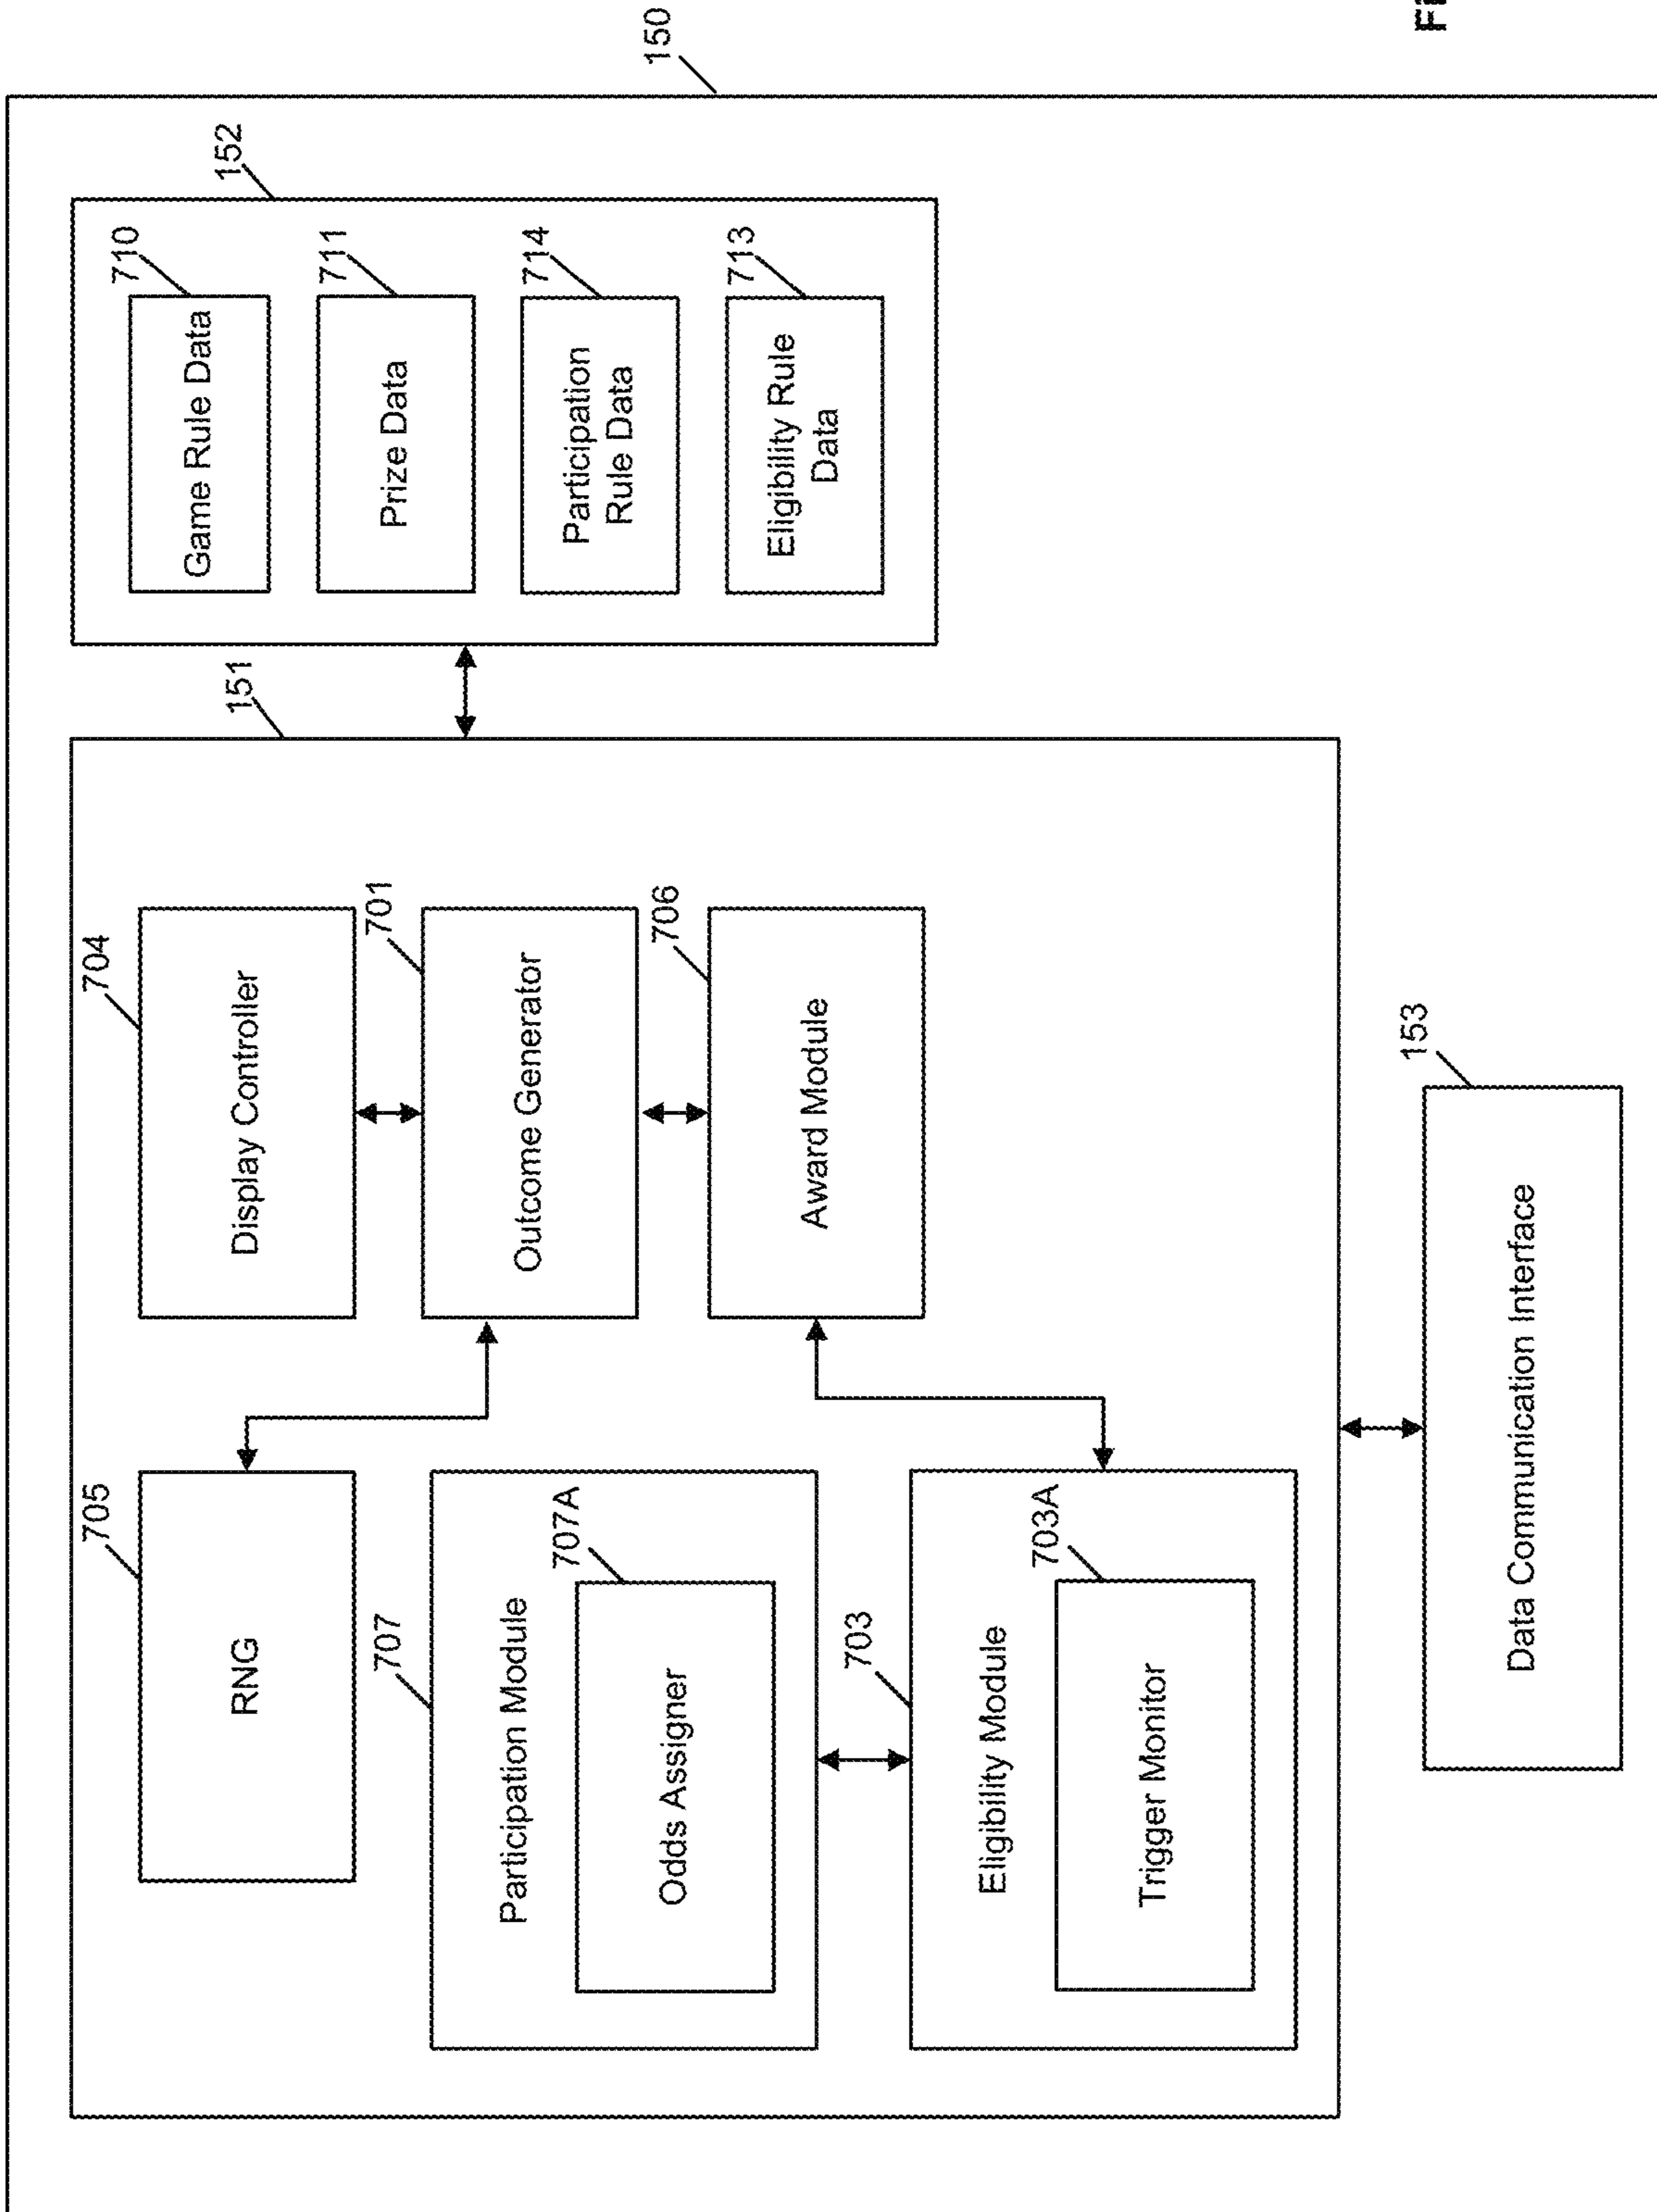 705
RNG
707
Participation Module
707A
Odds Assigner
703
Eligibility Module
703A
Trigger Monitor
704
Display Controller
701
Outcome Generator
706
Award Module
151
152
710
Game Rule Data
711
Prize Data
714
Participation
Rule Data
713
Eligibility Rule
Data
150
153
Data Communication Interface
Fi